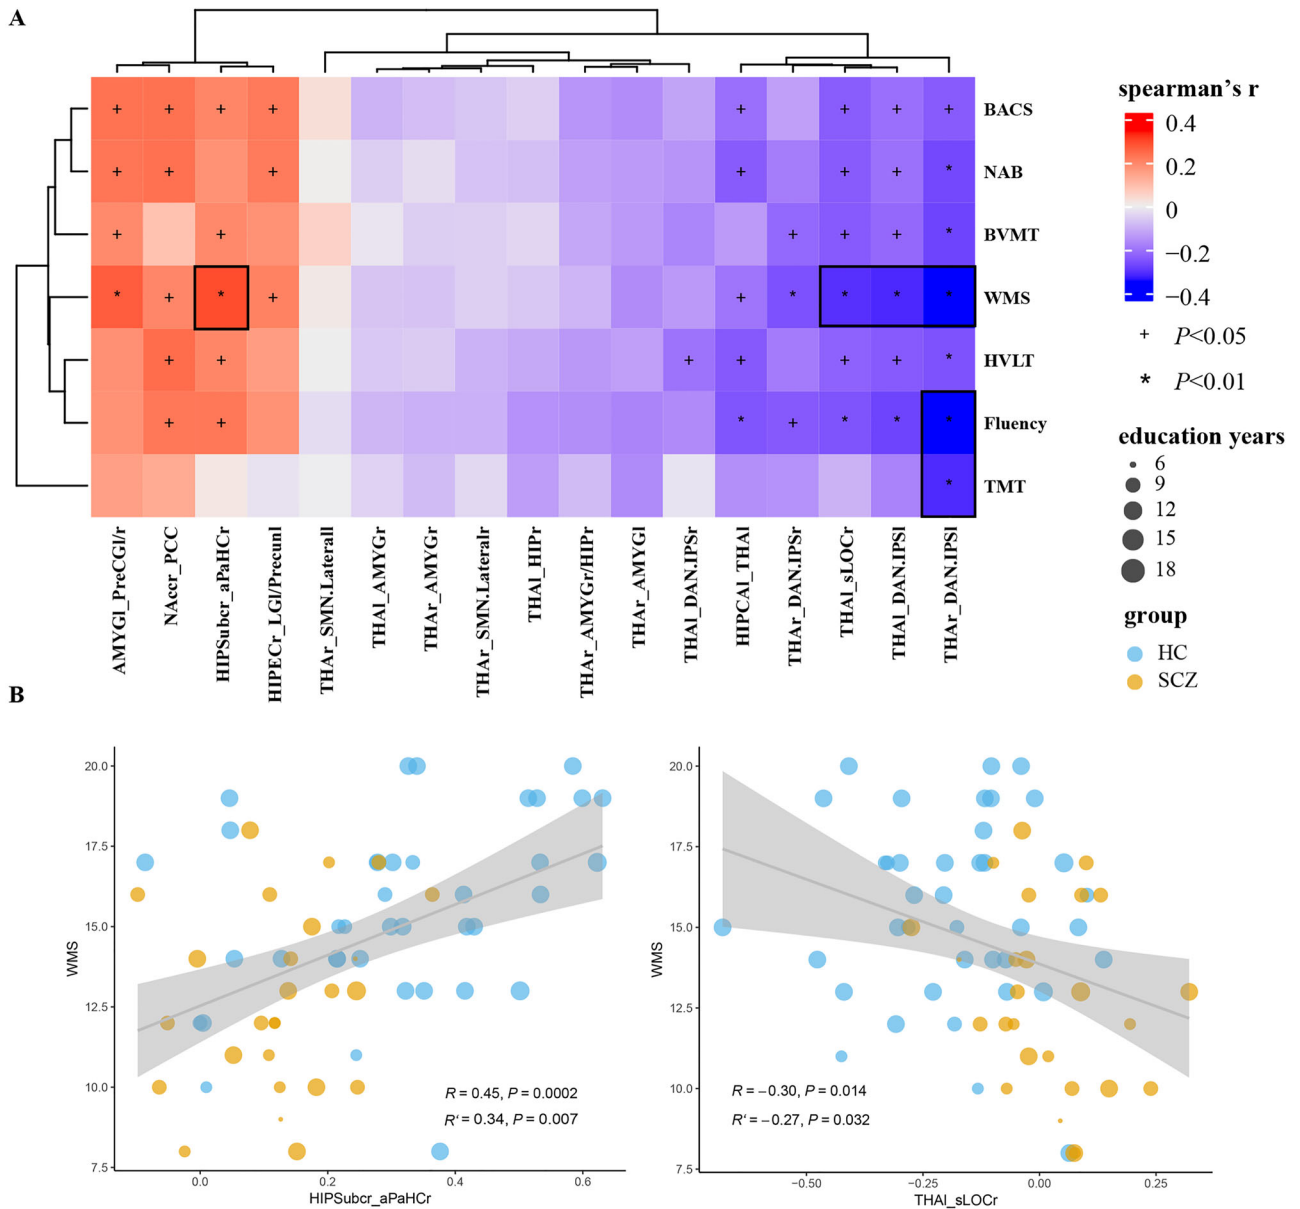 A
spearman's r
0.4
0.2
0
−0.2
−0.4
+ P<0.05
* P<0.01
education years
6
9
12
15
18
group
HC
SCZ
+ + + + + + + + BACS
+ + + + + + * NAB
+ + + + + * BVMT
* + * + + * * * * WMS
+ + + + + + * HVLT
+ + * + * * * Fluency
* TMT
AMYGl_PreCGl/r
NAccr_PCC
HIPSubcr_aPaHCr
HIPECr_LGl/Precunl
THAr_SMN.Laterall
THAl_AMYGr
THAr_AMYGr
THAr_SMN.Lateralr
THAl_HIPr
THAr_AMYGr/HIPr
THAr_AMYGl
THAl_DAN.IPSr
HIPCAl_THAl
THAr_DAN.IPSr
THAl_sLOCr
THAl_DAN.IPSl
THAr_DAN.IPSl
B
WMS
20.0
17.5
15.0
12.5
10.0
7.5
R = 0.45, P = 0.0002
R' = 0.34, P = 0.007
0.0 0.2 0.4 0.6
HIPSubcr_aPaHCr
WMS
20.0
17.5
15.0
12.5
10.0
7.5
R = −0.30, P = 0.014
R' = −0.27, P = 0.032
−0.50 −0.25 0.00 0.25
THAl_sLOCr